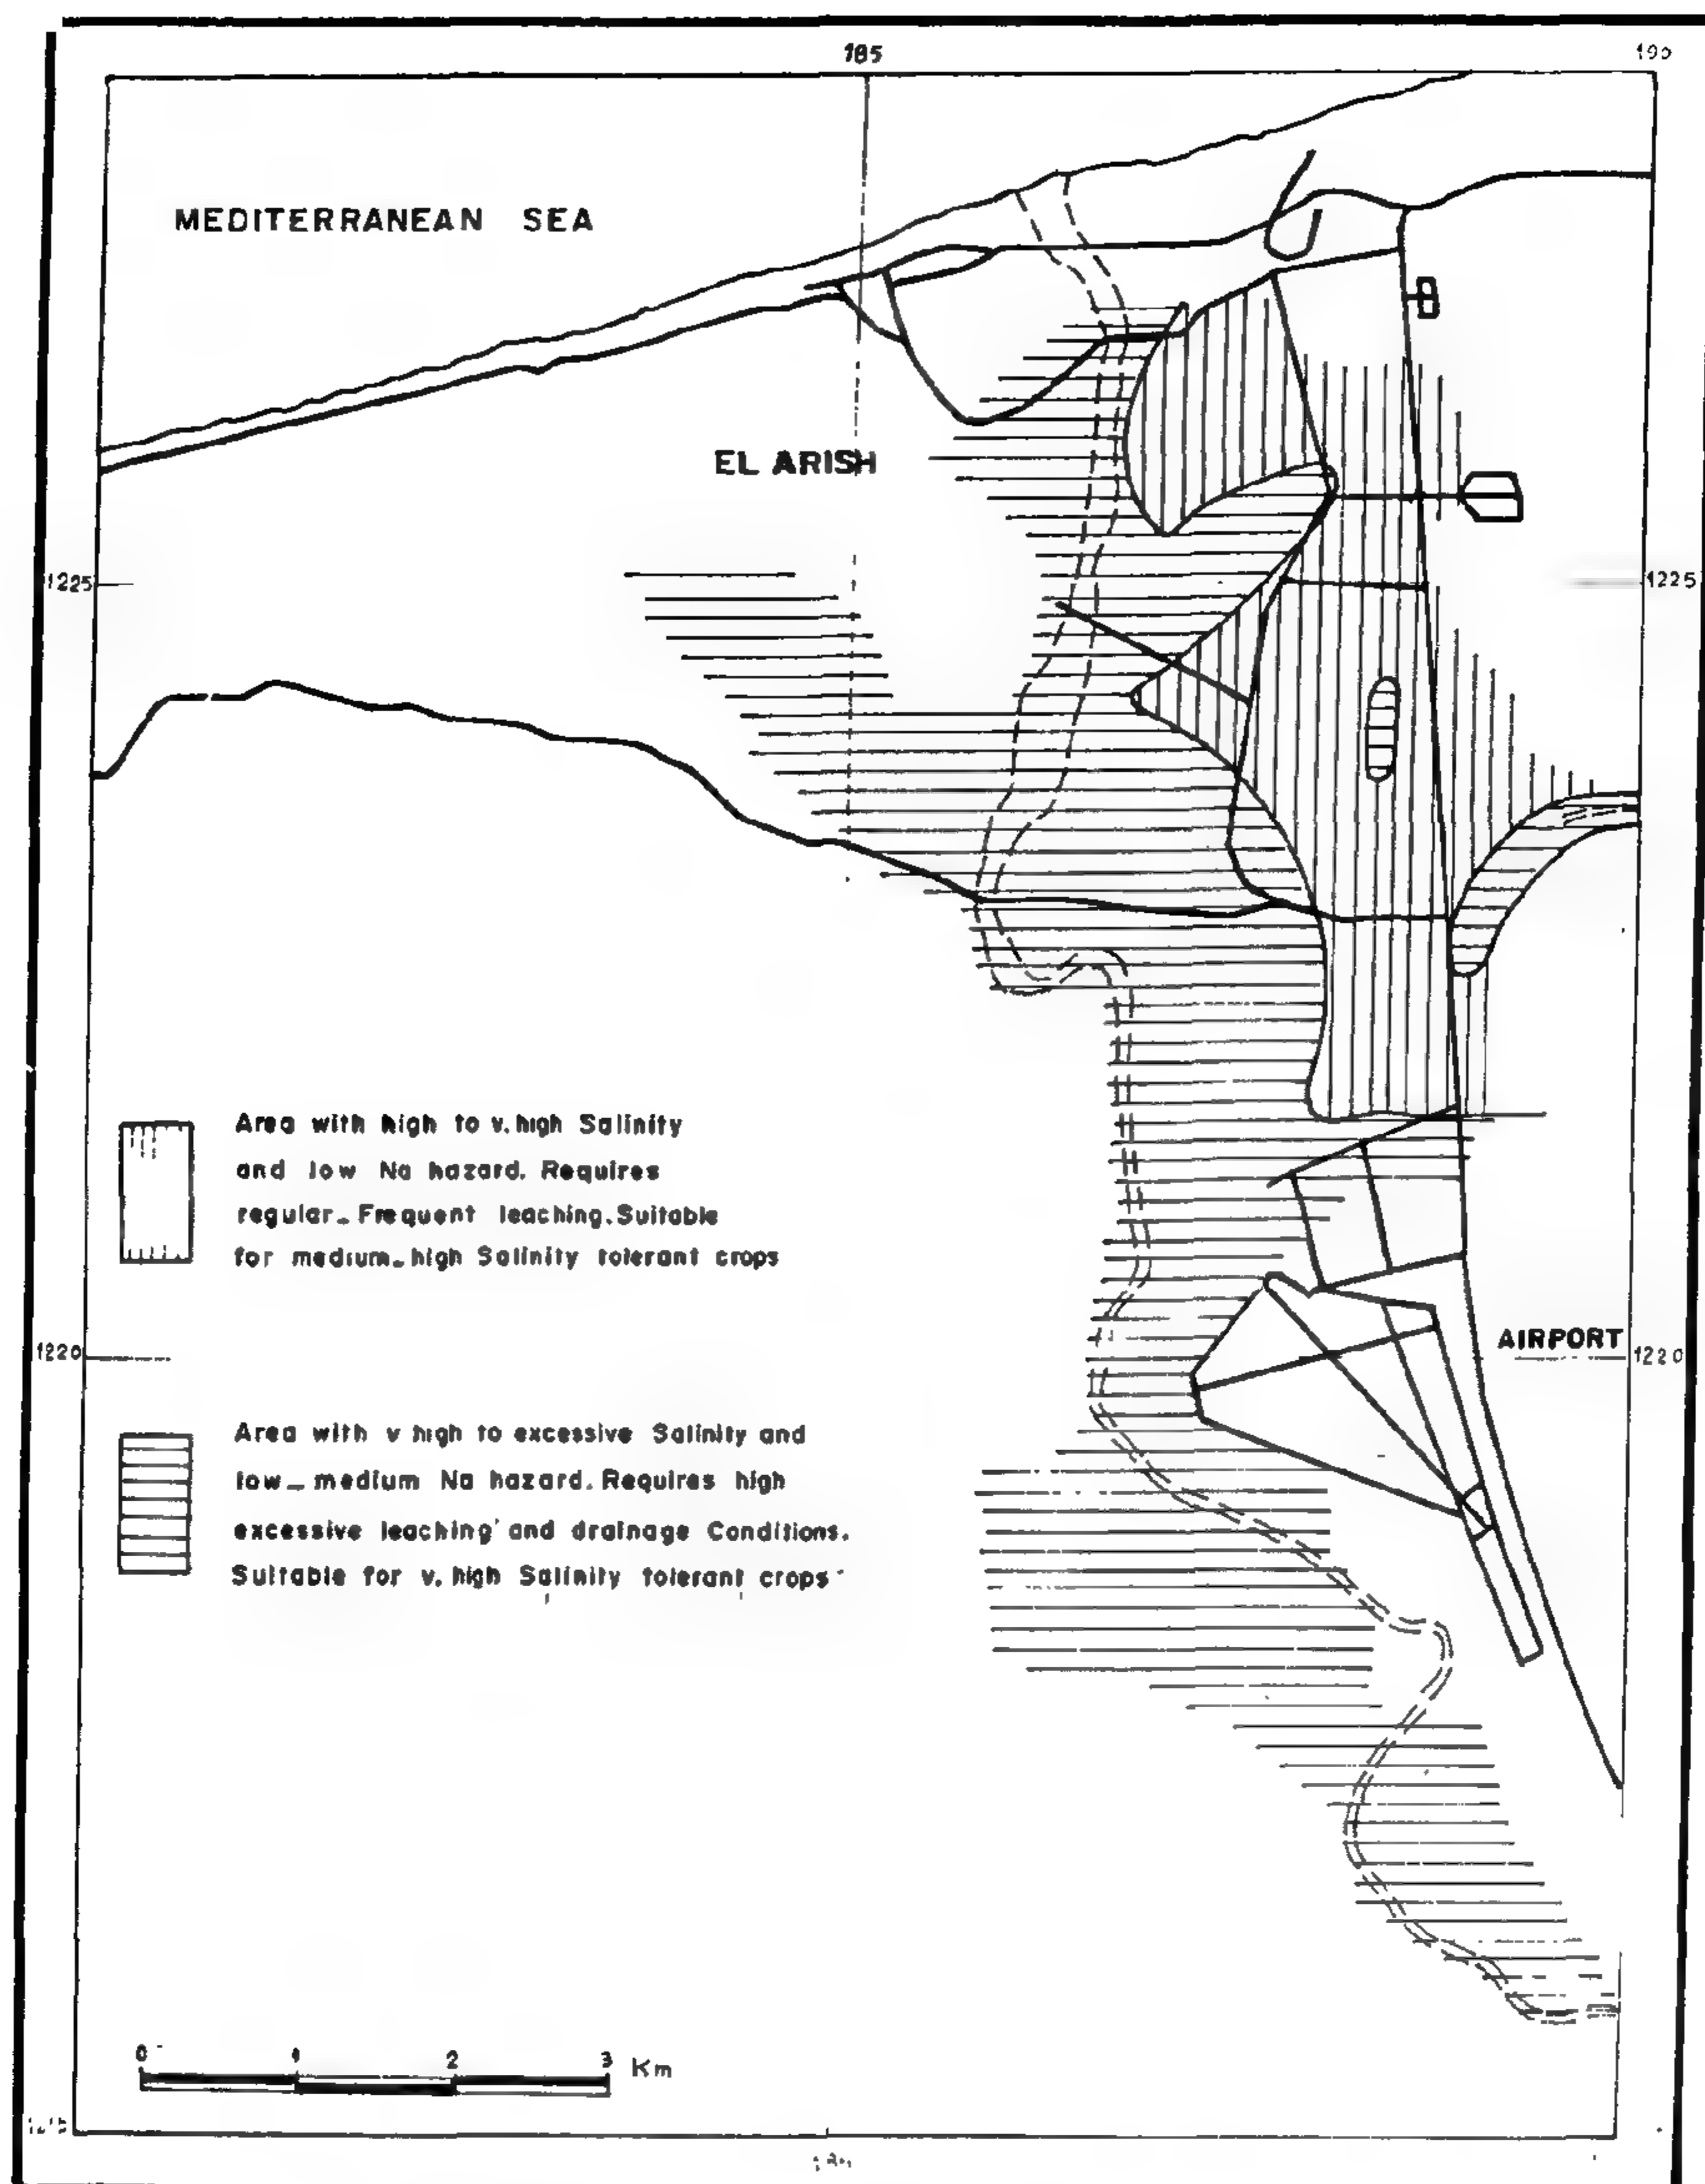 185 190
MEDITERRANEAN SEA
EL ARISH
1225 1225
Area with high to v. high Salinity
and low Na hazard. Requires
regular_ Frequent leaching. Suitable
for medium_ high Salinity tolerant crops
1220 AIRPORT 1220
Area with v high to excessive Salinity and
low_ medium Na hazard. Requires high
excessive leaching and drainage Conditions.
Suitable for v. high Salinity tolerant crops
0 1 2 3 Km